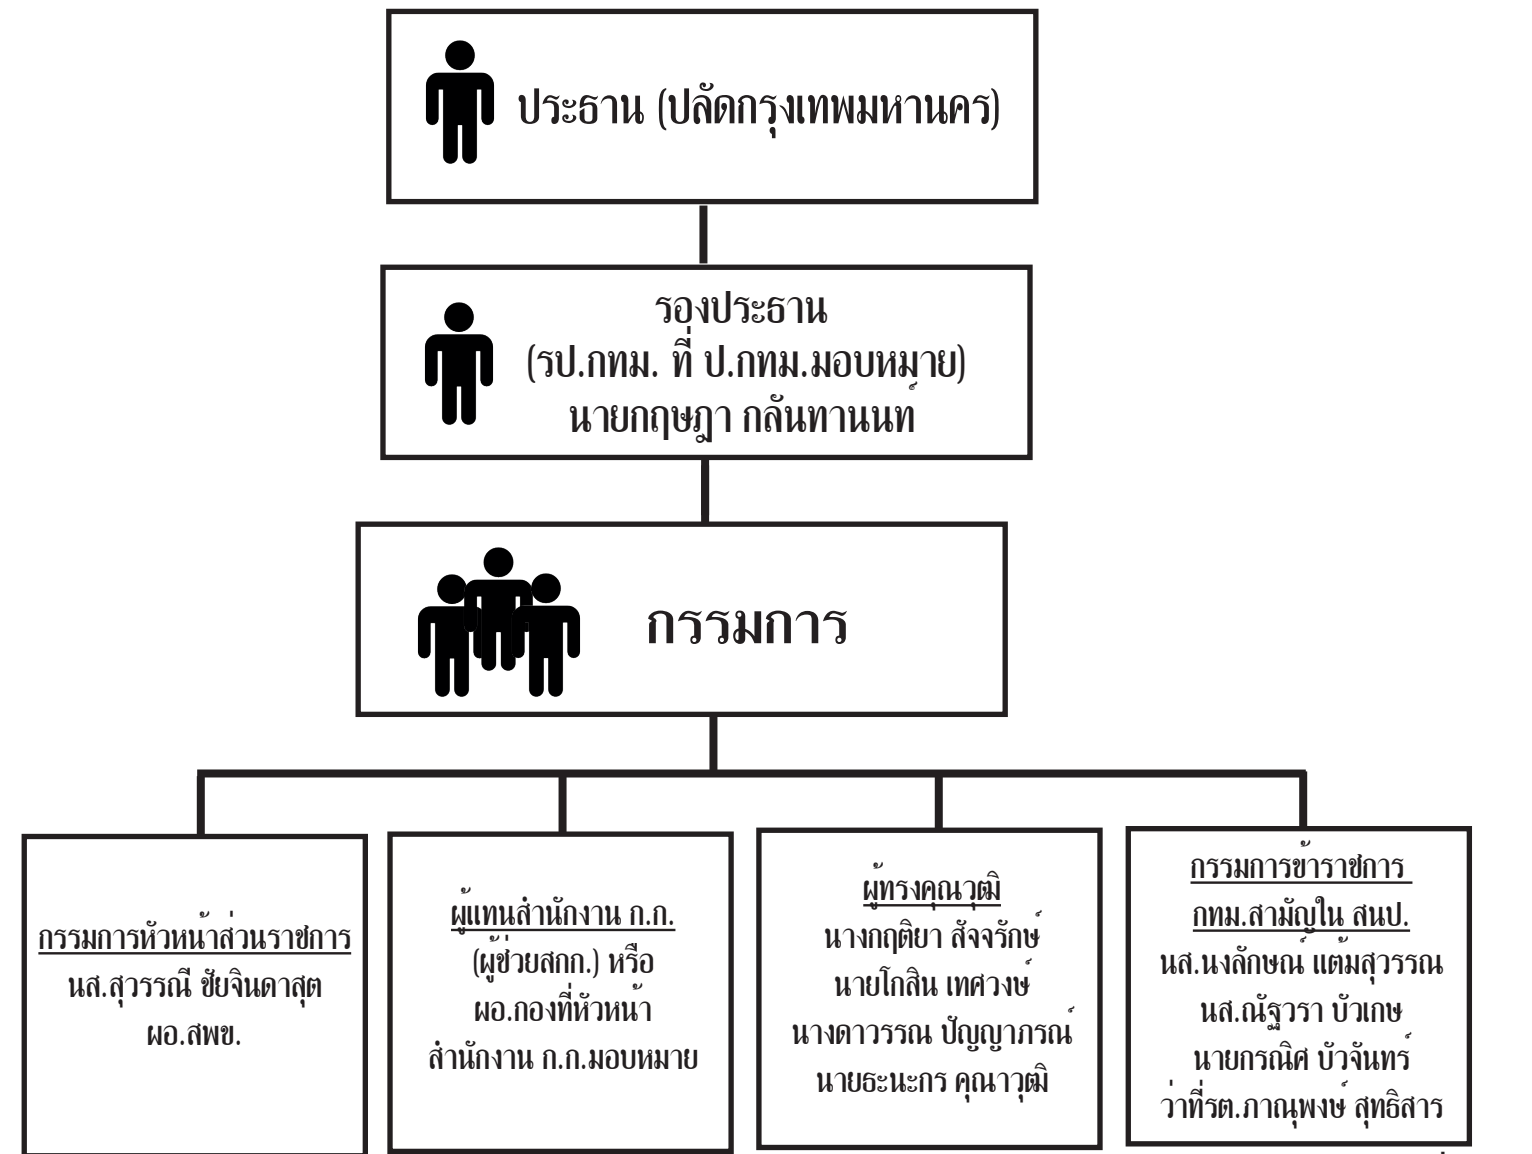 ประธาน (ปลัดกรุงเทพมหานคร)
รองประธาน
(รป.กทม. ที่ ป.กทม.มอบหมาย)
นายกฤษฎา กลันทานนท์
กรรมการ
กรรมการหัวหน้าส่วนราชการ
นส.สุวรรณี ชัยจินดาสุต
ผอ.สพข.
ผู้แทนสำนักงาน ก.ก.
(ผู้ช่วยสกก.) หรือ
ผอ.กองที่หัวหน้า
สำนักงาน ก.ก.มอบหมาย
ผู้ทรงคุณวุฒิ
นางกฤติยา สัจจรักษ์
นายโกสิน เทศวงษ์
นางดาวรรณ ปัญญาภรณ์
นายธะนะกร คุณาวุฒิ
กรรมการข้าราชการ
กทม.สามัญใน สนป.
นส.นงลักษณ์ แต้มสุวรรณ
นส.ณัฐวรา บัวเกษ
นายกรณิศ บัวจันทร์
ว่าที่รต.ภาณุพงษ์ สุทธิสาร